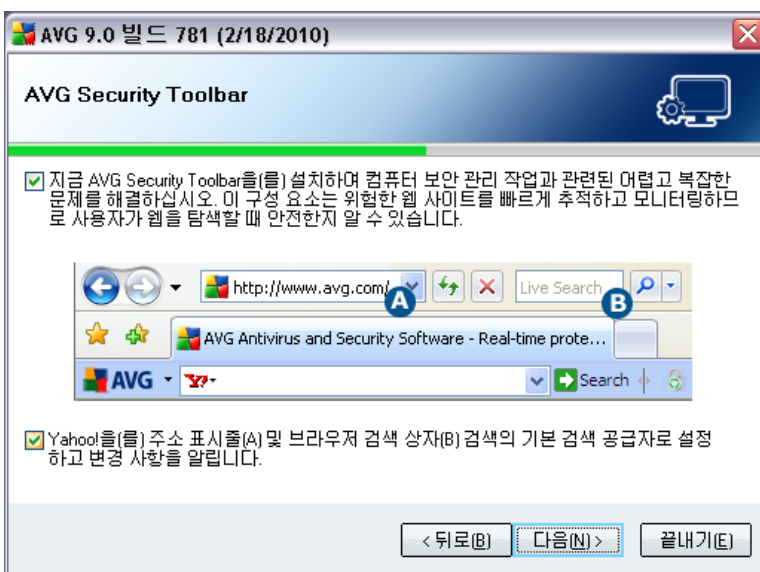 AVG 9.0 빌드 781 (2/18/2010)
AVG Security Toolbar
지금 AVG Security Toolbar을(를) 설치하여 컴퓨터 보안 관리 작업과 관련된 어렵고 복잡한
문제를 해결하십시오. 이 구성 요소는 위험한 웹 사이트를 빠르게 추적하고 모니터링하므
로 사용자가 웹을 탐색할 때 안전한지 알 수 있습니다.
http://www.avg.com/ A Live Search B
AVG Antivirus and Security Software - Real-time prote...
AVG Y! Search
Yahoo!을(를) 주소 표시줄(A) 및 브라우저 검색 상자(B) 검색의 기본 검색 공급자로 설정
하고 변경 사항을 알립니다.
< 뒤로(B) 다음(N) > 끝내기(E)